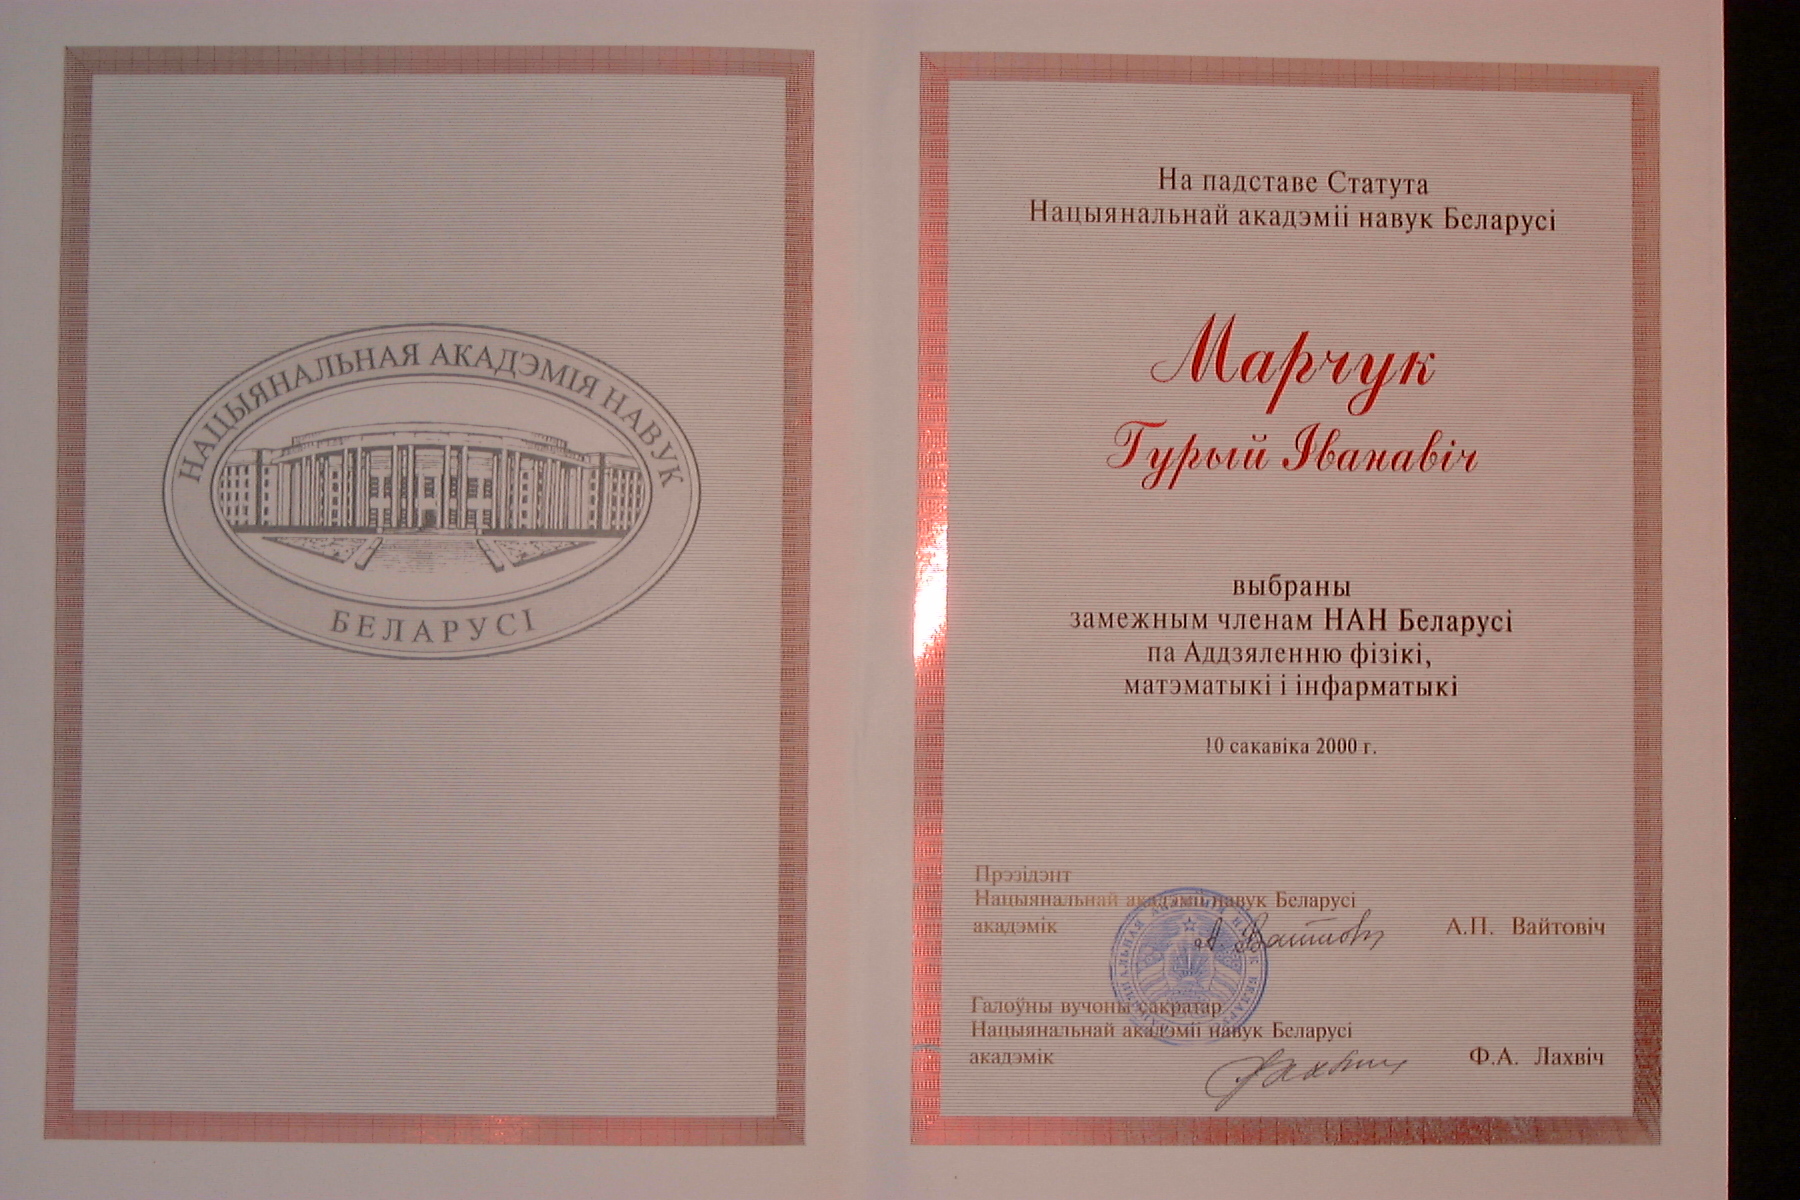 НАЦЫЯНАЛЬНАЯ АКАДЭМІЯ НАВУК
БЕЛАРУСІ
На падставе Статута
Нацыянальнай акадэміі навук Беларусі
Марчук
Гурый Іванавіч
выбраны
замежным членам НАН Беларусі
па Аддзяленню фізікі,
матэматыкі і інфарматыкі
10 сакавіка 2000 г.
Прэзідэнт
Нацыянальнай акадэміі навук Беларусі
акадэмік
А.П. Вайтовіч
Галоўны вучоны сакратар
Нацыянальнай акадэміі навук Беларусі
акадэмік
Ф.А. Лахвіч